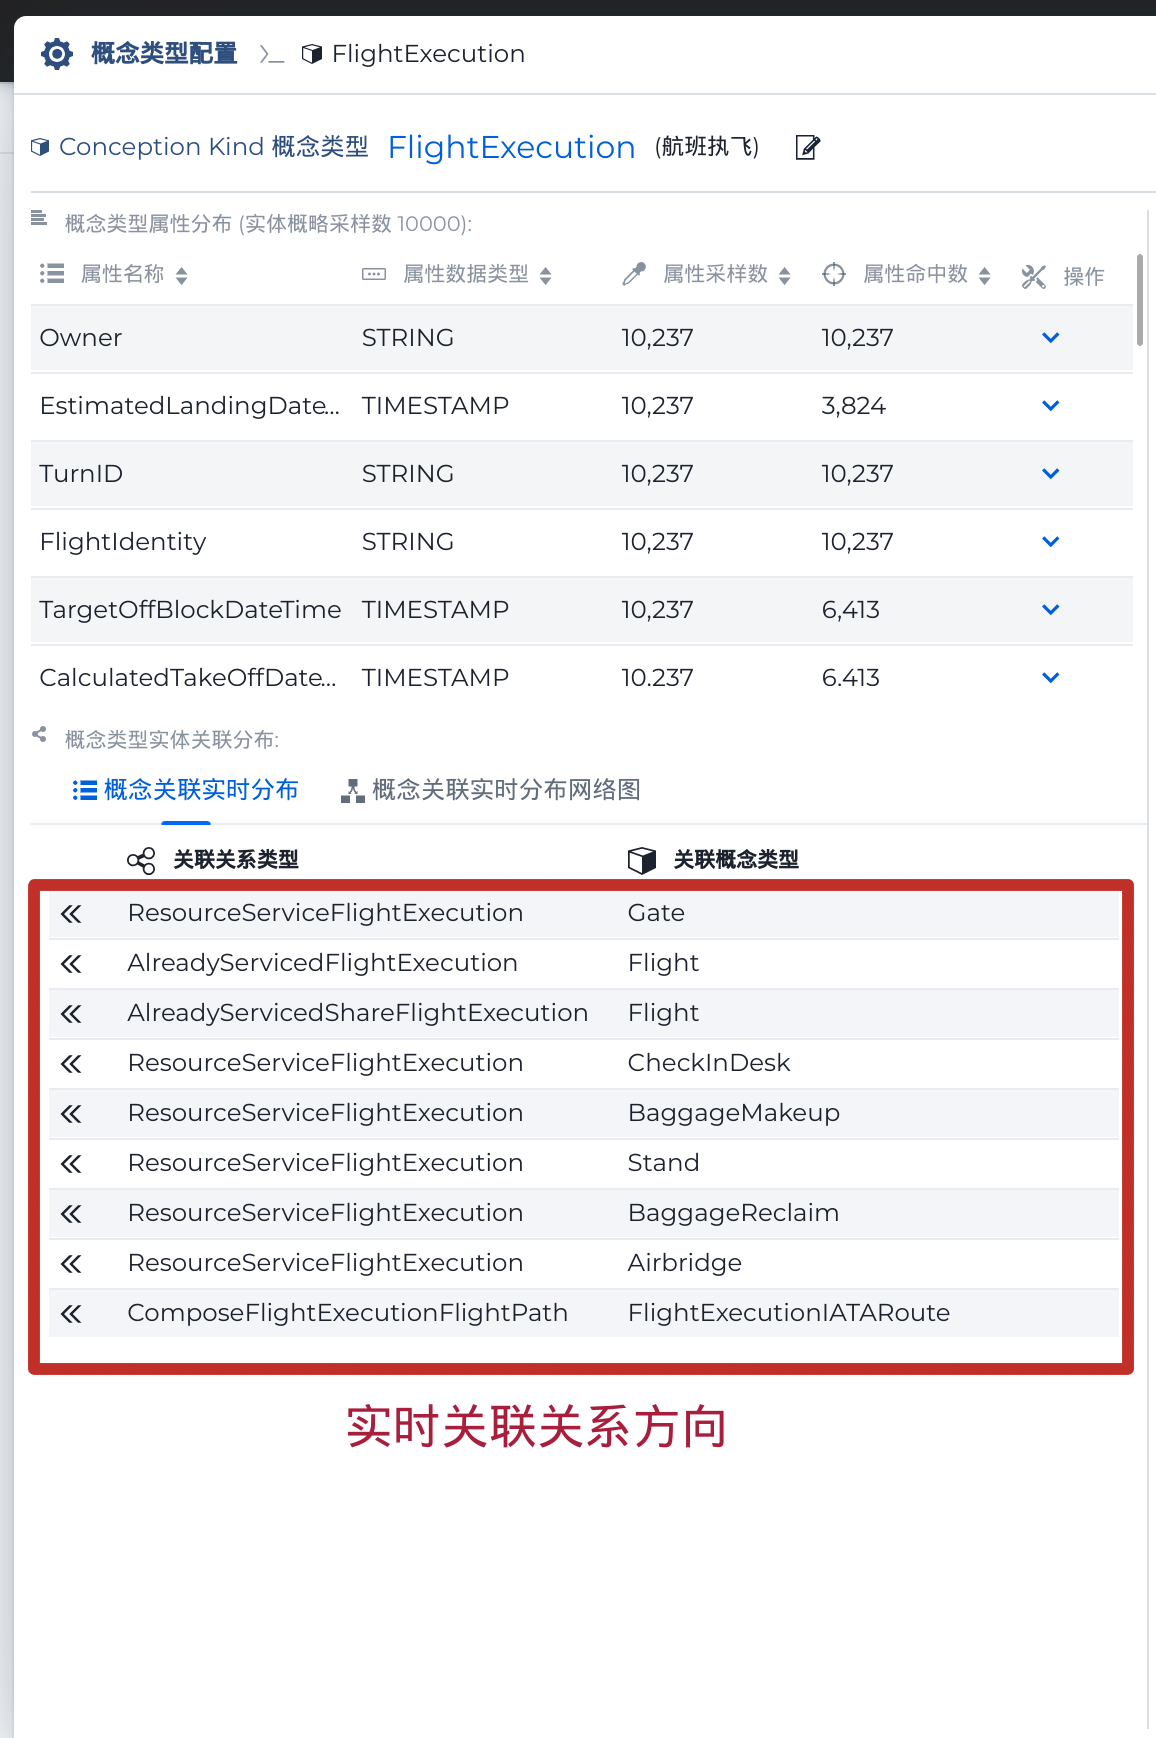 概念类型配置 FlightExecution
Conception Kind 概念类型 FlightExecution (航班执飞)
概念类型属性分布 (实体概略采样数 10000):
属性名称 属性数据类型 属性采样数 属性命中数 操作
Owner STRING 10,237 10,237
EstimatedLandingDate... TIMESTAMP 10,237 3,824
TurnID STRING 10,237 10,237
FlightIdentity STRING 10,237 10,237
TargetOffBlockDateTime TIMESTAMP 10,237 6,413
CalculatedTakeOffDate... TIMESTAMP 10,237 6,413
概念类型实体关联分布:
概念关联实时分布 概念关联实时分布网络图
关联关系类型 关联概念类型
ResourceServiceFlightExecution Gate
AlreadyServicedFlightExecution Flight
AlreadyServicedShareFlightExecution Flight
ResourceServiceFlightExecution CheckInDesk
ResourceServiceFlightExecution BaggageMakeup
ResourceServiceFlightExecution Stand
ResourceServiceFlightExecution BaggageReclaim
ResourceServiceFlightExecution Airbridge
ComposeFlightExecutionFlightPath FlightExecutionIATARoute
实时关联关系方向